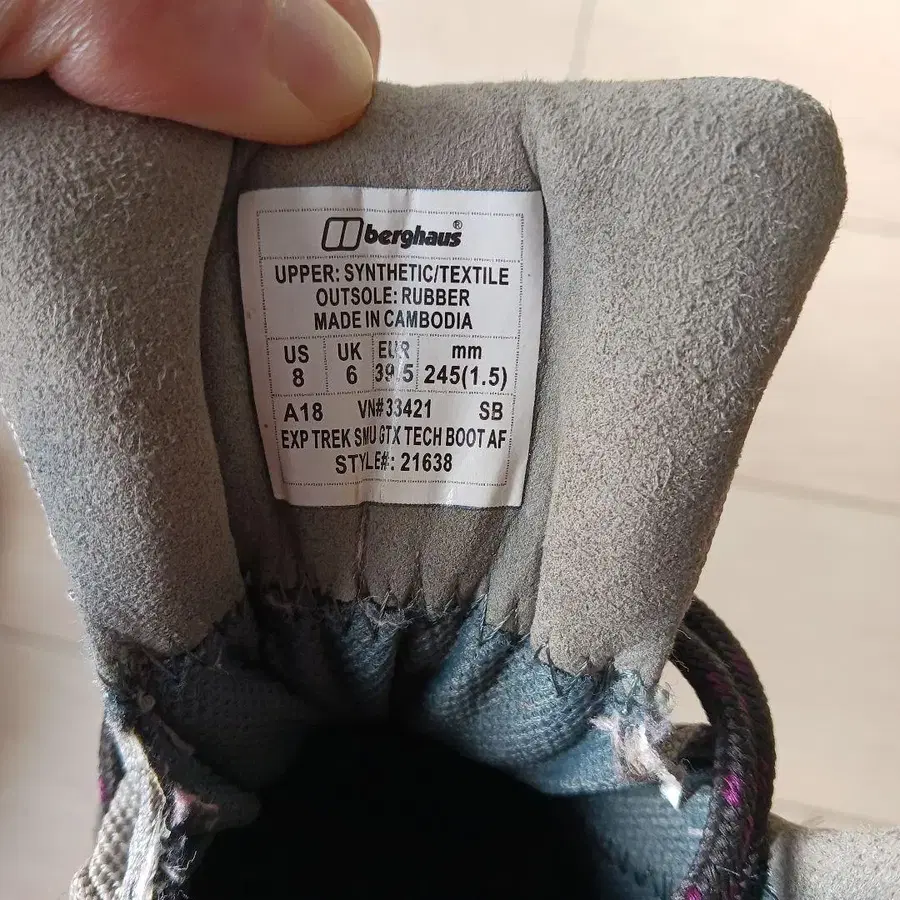 berghaus®
UPPER: SYNTHETIC/TEXTILE
OUTSOLE: RUBBER
MADE IN CAMBODIA
US UK EUR mm
8 6 39.5 245(1.5)
A18 VN#33421 SB
EXP TREK SMU GTX TECH BOOT AF
STYLE#: 21638